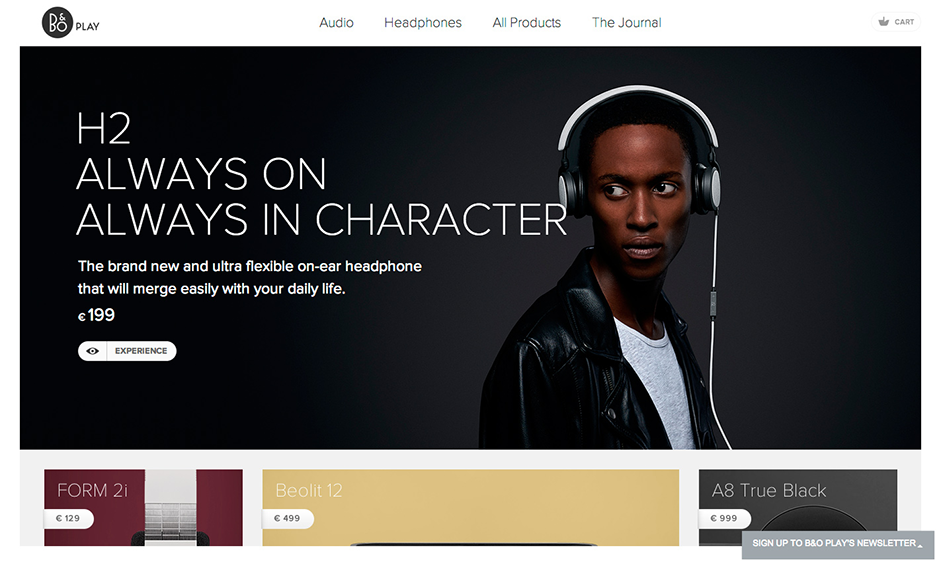 B&O PLAY
Audio Headphones All Products The Journal
CART
H2
ALWAYS ON
ALWAYS IN CHARACTER
The brand new and ultra flexible on-ear headphone
that will merge easily with your daily life.
€ 199
EXPERIENCE
FORM 2i
€ 129
Beolit 12
€ 499
A8 True Black
€ 999
SIGN UP TO B&O PLAY'S NEWSLETTER